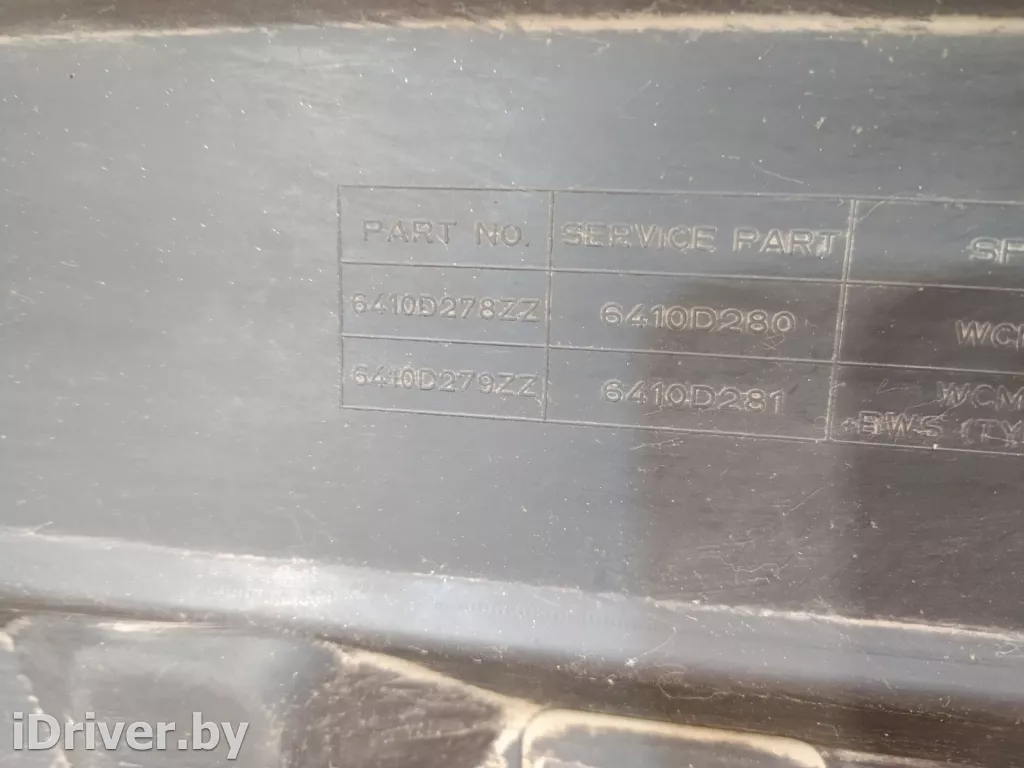 PART NO. SERVICE PART
6410D278ZZ 6410D280
6410D279ZZ 6410D281
iDriver.by